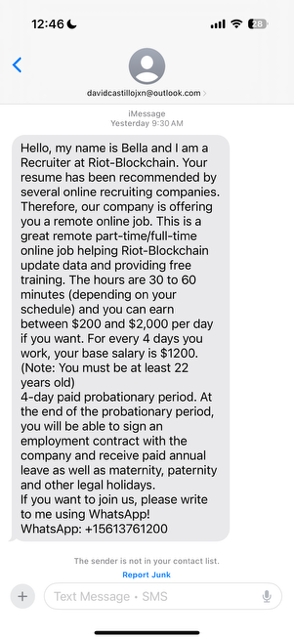 12:46
28
davidcastillojxn@outlook.com
iMessage
Yesterday 9:30 AM
Hello, my name is Bella and I am a
Recruiter at Riot-Blockchain. Your
resume has been recommended by
several online recruiting companies.
Therefore, our company is offering
you a remote online job. This is a
great remote part-time/full-time
online job helping Riot-Blockchain
update data and providing free
training. The hours are 30 to 60
minutes (depending on your
schedule) and you can earn
between $200 and $2,000 per day
if you want. For every 4 days you
work, your base salary is $1200.
(Note: You must be at least 22
years old)
4-day paid probationary period. At
the end of the probationary period,
you will be able to sign an
employment contract with the
company and receive paid annual
leave as well as maternity, paternity
and other legal holidays.
If you want to join us, please write
to me using WhatsApp!
WhatsApp: +15613761200
The sender is not in your contact list.
Report Junk
Text Message • SMS